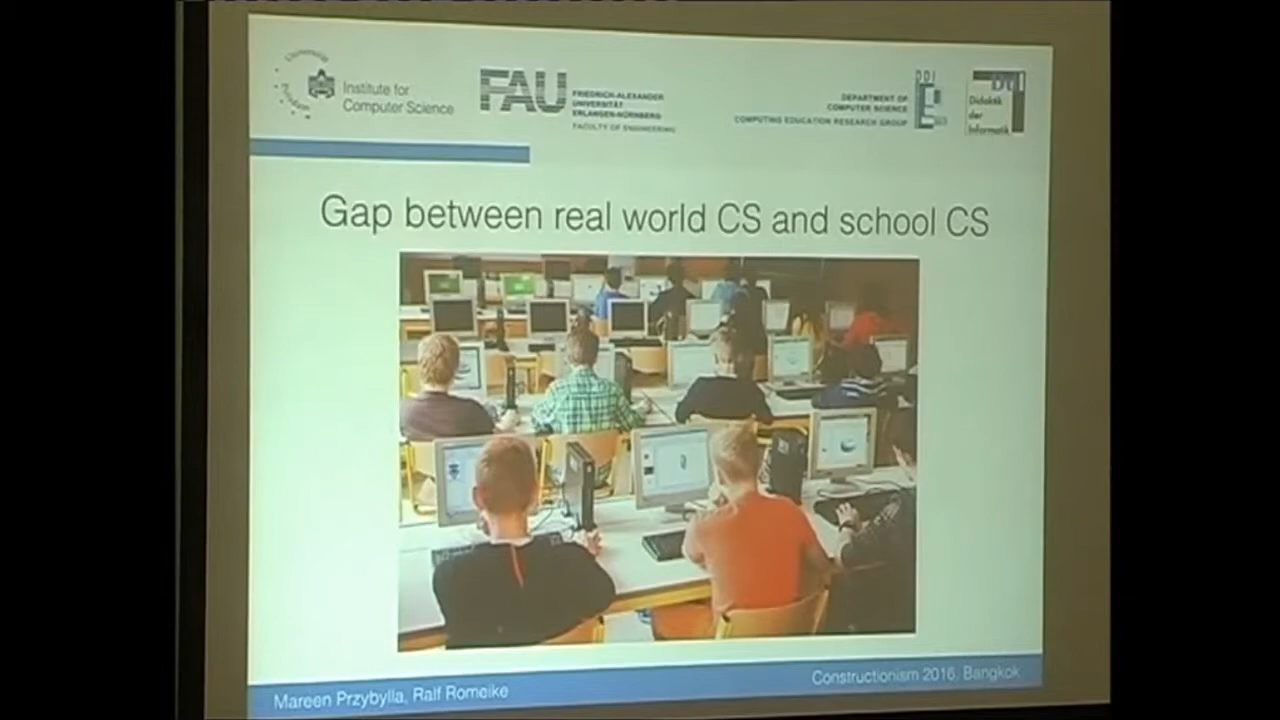 Institute for
Computer Science
FAU
FRIEDRICH-ALEXANDER
UNIVERSITÄT
ERLANGEN-NÜRNBERG
FACULTY OF ENGINEERING
DEPARTMENT OF
COMPUTER SCIENCE
COMPUTING EDUCATION RESEARCH GROUP
DDI
DDI
Didaktik
der
Informatik
Gap between real world CS and school CS
Mareen Przybylla, Ralf Romeike
Constructionism 2016, Bangkok